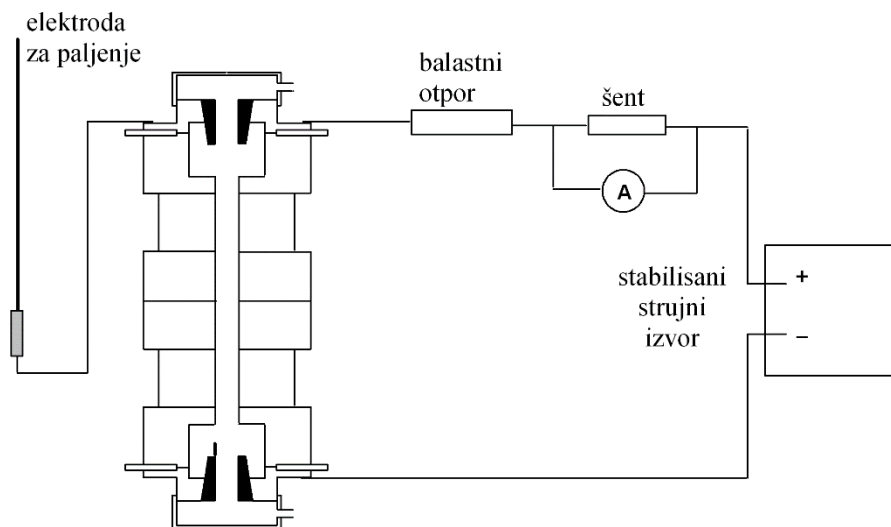 elektroda
za paljenje
balastni
otpor
šent
A
stabilisani
strujni
izvor
+
–